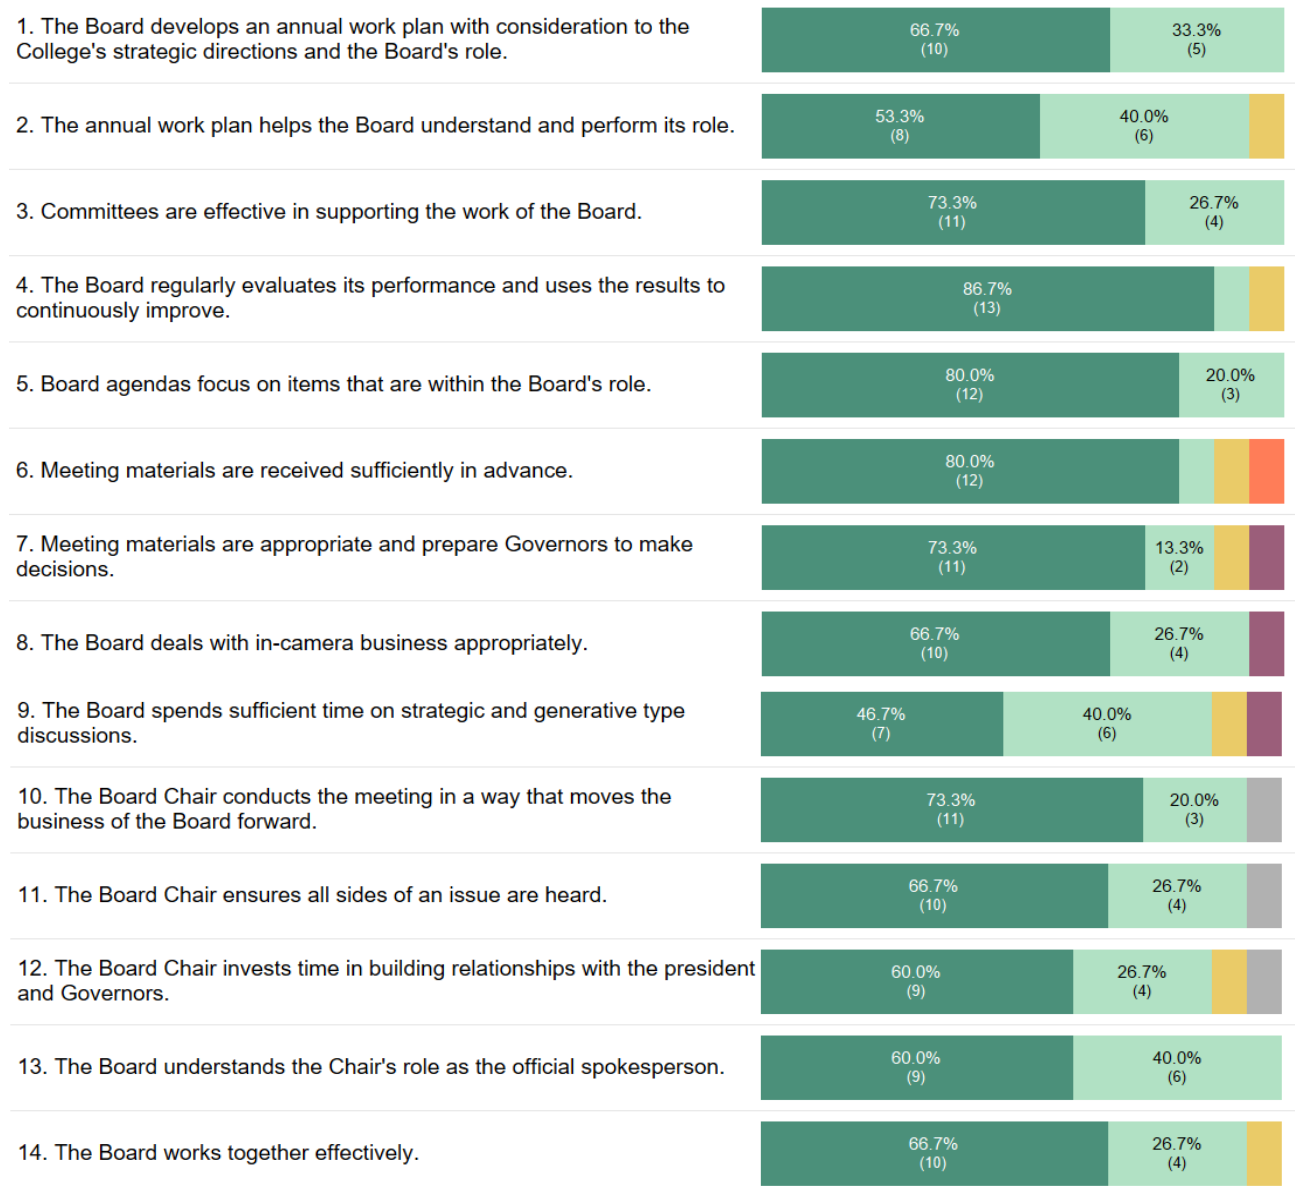 1. The Board develops an annual work plan with consideration to the
College's strategic directions and the Board's role.
66.7%
(10)
33.3%
(5)
2. The annual work plan helps the Board understand and perform its role.
53.3%
(8)
40.0%
(6)
3. Committees are effective in supporting the work of the Board.
73.3%
(11)
26.7%
(4)
4. The Board regularly evaluates its performance and uses the results to
continuously improve.
86.7%
(13)
5. Board agendas focus on items that are within the Board's role.
80.0%
(12)
20.0%
(3)
6. Meeting materials are received sufficiently in advance.
80.0%
(12)
7. Meeting materials are appropriate and prepare Governors to make
decisions.
73.3%
(11)
13.3%
(2)
8. The Board deals with in-camera business appropriately.
66.7%
(10)
26.7%
(4)
9. The Board spends sufficient time on strategic and generative type
discussions.
46.7%
(7)
40.0%
(6)
10. The Board Chair conducts the meeting in a way that moves the
business of the Board forward.
73.3%
(11)
20.0%
(3)
11. The Board Chair ensures all sides of an issue are heard.
66.7%
(10)
26.7%
(4)
12. The Board Chair invests time in building relationships with the president
and Governors.
60.0%
(9)
26.7%
(4)
13. The Board understands the Chair's role as the official spokesperson.
60.0%
(9)
40.0%
(6)
14. The Board works together effectively.
66.7%
(10)
26.7%
(4)